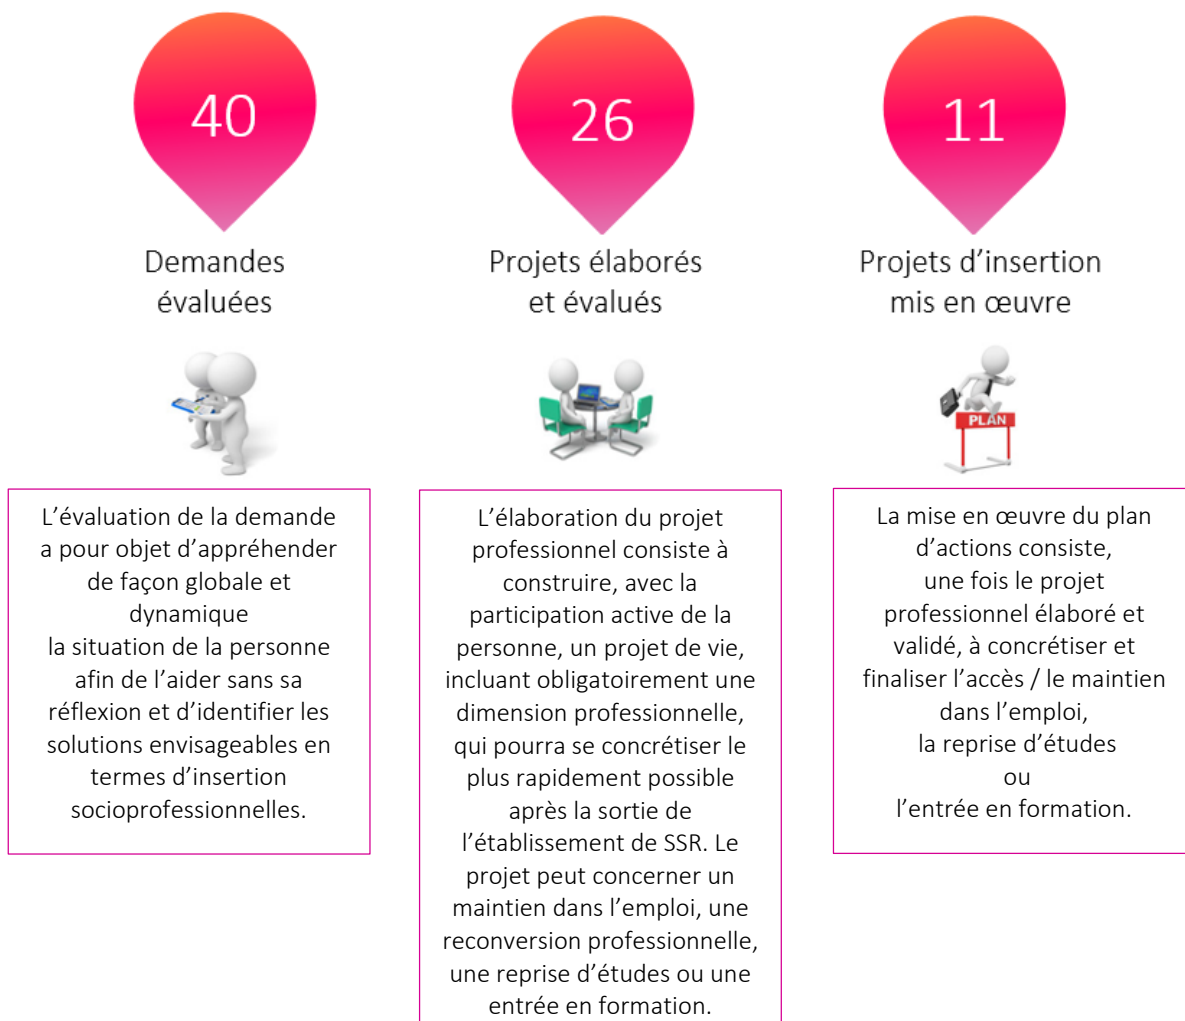 40
Demandes
évaluées
L’évaluation de la demande
a pour objet d’appréhender
de façon globale et
dynamique
la situation de la personne
afin de l’aider sans sa
réflexion et d’identifier les
solutions envisageables en
termes d’insertion
socioprofessionnelles.
26
Projets élaborés
et évalués
L’élaboration du projet
professionnel consiste à
construire, avec la
participation active de la
personne, un projet de vie,
incluant obligatoirement une
dimension professionnelle,
qui pourra se concrétiser le
plus rapidement possible
après la sortie de
l’établissement de SSR. Le
projet peut concerner un
maintien dans l’emploi, une
reconversion professionnelle,
une reprise d’études ou une
entrée en formation.
11
Projets d’insertion
mis en œuvre
PLAN
La mise en œuvre du plan
d’actions consiste,
une fois le projet
professionnel élaboré et
validé, à concrétiser et
finaliser l’accès / le maintien
dans l’emploi,
la reprise d’études
ou
l’entrée en formation.